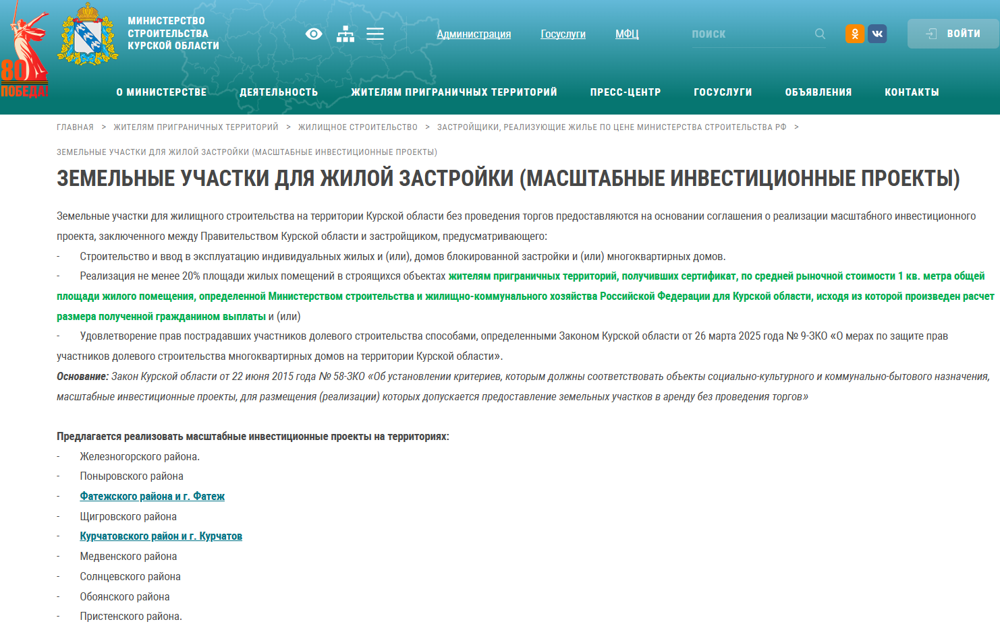 МИНИСТЕРСТВО
СТРОИТЕЛЬСТВА
КУРСКОЙ ОБЛАСТИ
Администрация Госуслуги МФЦ ПОИСК ВОЙТИ
80
ПОБЕДА!
О МИНИСТЕРСТВЕ ДЕЯТЕЛЬНОСТЬ ЖИТЕЛЯМ ПРИГРАНИЧНЫХ ТЕРРИТОРИЙ ПРЕСС-ЦЕНТР ГОСУСЛУГИ ОБЪЯВЛЕНИЯ КОНТАКТЫ
ГЛАВНАЯ > ЖИТЕЛЯМ ПРИГРАНИЧНЫХ ТЕРРИТОРИЙ > ЖИЛИЩНОЕ СТРОИТЕЛЬСТВО > ЗАСТРОЙЩИКИ, РЕАЛИЗУЮЩИЕ ЖИЛЬЕ ПО ЦЕНЕ МИНИСТЕРСТВА СТРОИТЕЛЬСТВА РФ >
ЗЕМЕЛЬНЫЕ УЧАСТКИ ДЛЯ ЖИЛОЙ ЗАСТРОЙКИ (МАСШТАБНЫЕ ИНВЕСТИЦИОННЫЕ ПРОЕКТЫ)
ЗЕМЕЛЬНЫЕ УЧАСТКИ ДЛЯ ЖИЛОЙ ЗАСТРОЙКИ (МАСШТАБНЫЕ ИНВЕСТИЦИОННЫЕ ПРОЕКТЫ)
Земельные участки для жилищного строительства на территории Курской области без проведения торгов предоставляются на основании соглашения о реализации масштабного инвестиционного
проекта, заключенного между Правительством Курской области и застройщиком, предусматривающего:
- Строительство и ввод в эксплуатацию индивидуальных жилых и (или), домов блокированной застройки и (или) многоквартирных домов.
- Реализация не менее 20% площади жилых помещений в строящихся объектах жителям приграничных территорий, получивших сертификат, по средней рыночной стоимости 1 кв. метра общей
площади жилого помещения, определенной Министерством строительства и жилищно-коммунального хозяйства Российской Федерации для Курской области, исходя из которой произведен расчет
размера полученной гражданином выплаты и (или)
- Удовлетворение прав пострадавших участников долевого строительства способами, определенными Законом Курской области от 26 марта 2025 года № 9-ЗКО «О мерах по защите прав
участников долевого строительства многоквартирных домов на территории Курской области».
Основание: Закон Курской области от 22 июня 2015 года № 58-ЗКО «Об установлении критериев, которым должны соответствовать объекты социально-культурного и коммунально-бытового назначения,
масштабные инвестиционные проекты, для размещения (реализации) которых допускается предоставление земельных участков в аренду без проведения торгов»
Предлагается реализовать масштабные инвестиционные проекты на территориях:
- Железногорского района.
- Поныровского района
- Фатежского района и г. Фатеж
- Щигровского района
- Курчатовского район и г. Курчатов
- Медвенского района
- Солнцевского района
- Обоянского района
- Пристенского района.